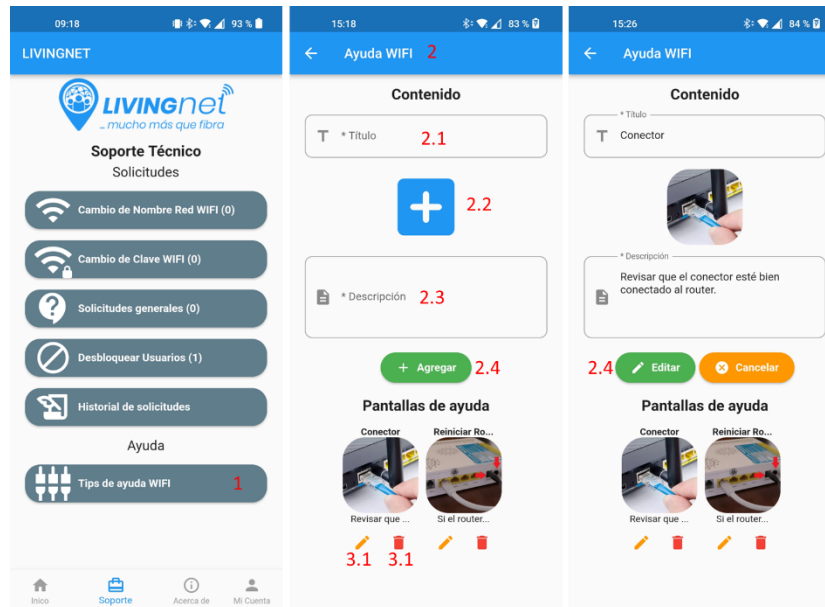 09:18 93 %
LIVINGNET
LIVINGnet
... mucho más que fibra
Soporte Técnico
Solicitudes
Cambio de Nombre Red WIFI (0)
Cambio de Clave WIFI (0)
Solicitudes generales (0)
Desbloquear Usuarios (1)
Historial de solicitudes
Ayuda
Tips de ayuda WIFI 1
Inico Soporte Acerca de Mi Cuenta
15:18 83 %
Ayuda WIFI 2
Contenido
* Título 2.1
2.2
* Descripción 2.3
+ Agregar 2.4
Pantallas de ayuda
Conector Reiniciar Ro...
Revisar que ... Si el router...
3.1 3.1
15:26 84 %
Ayuda WIFI
Contenido
* Título
Conector
* Descripción
Revisar que el conector esté bien
conectado al router.
2.4 Editar Cancelar
Pantallas de ayuda
Conector Reiniciar Ro...
Revisar que ... Si el router...